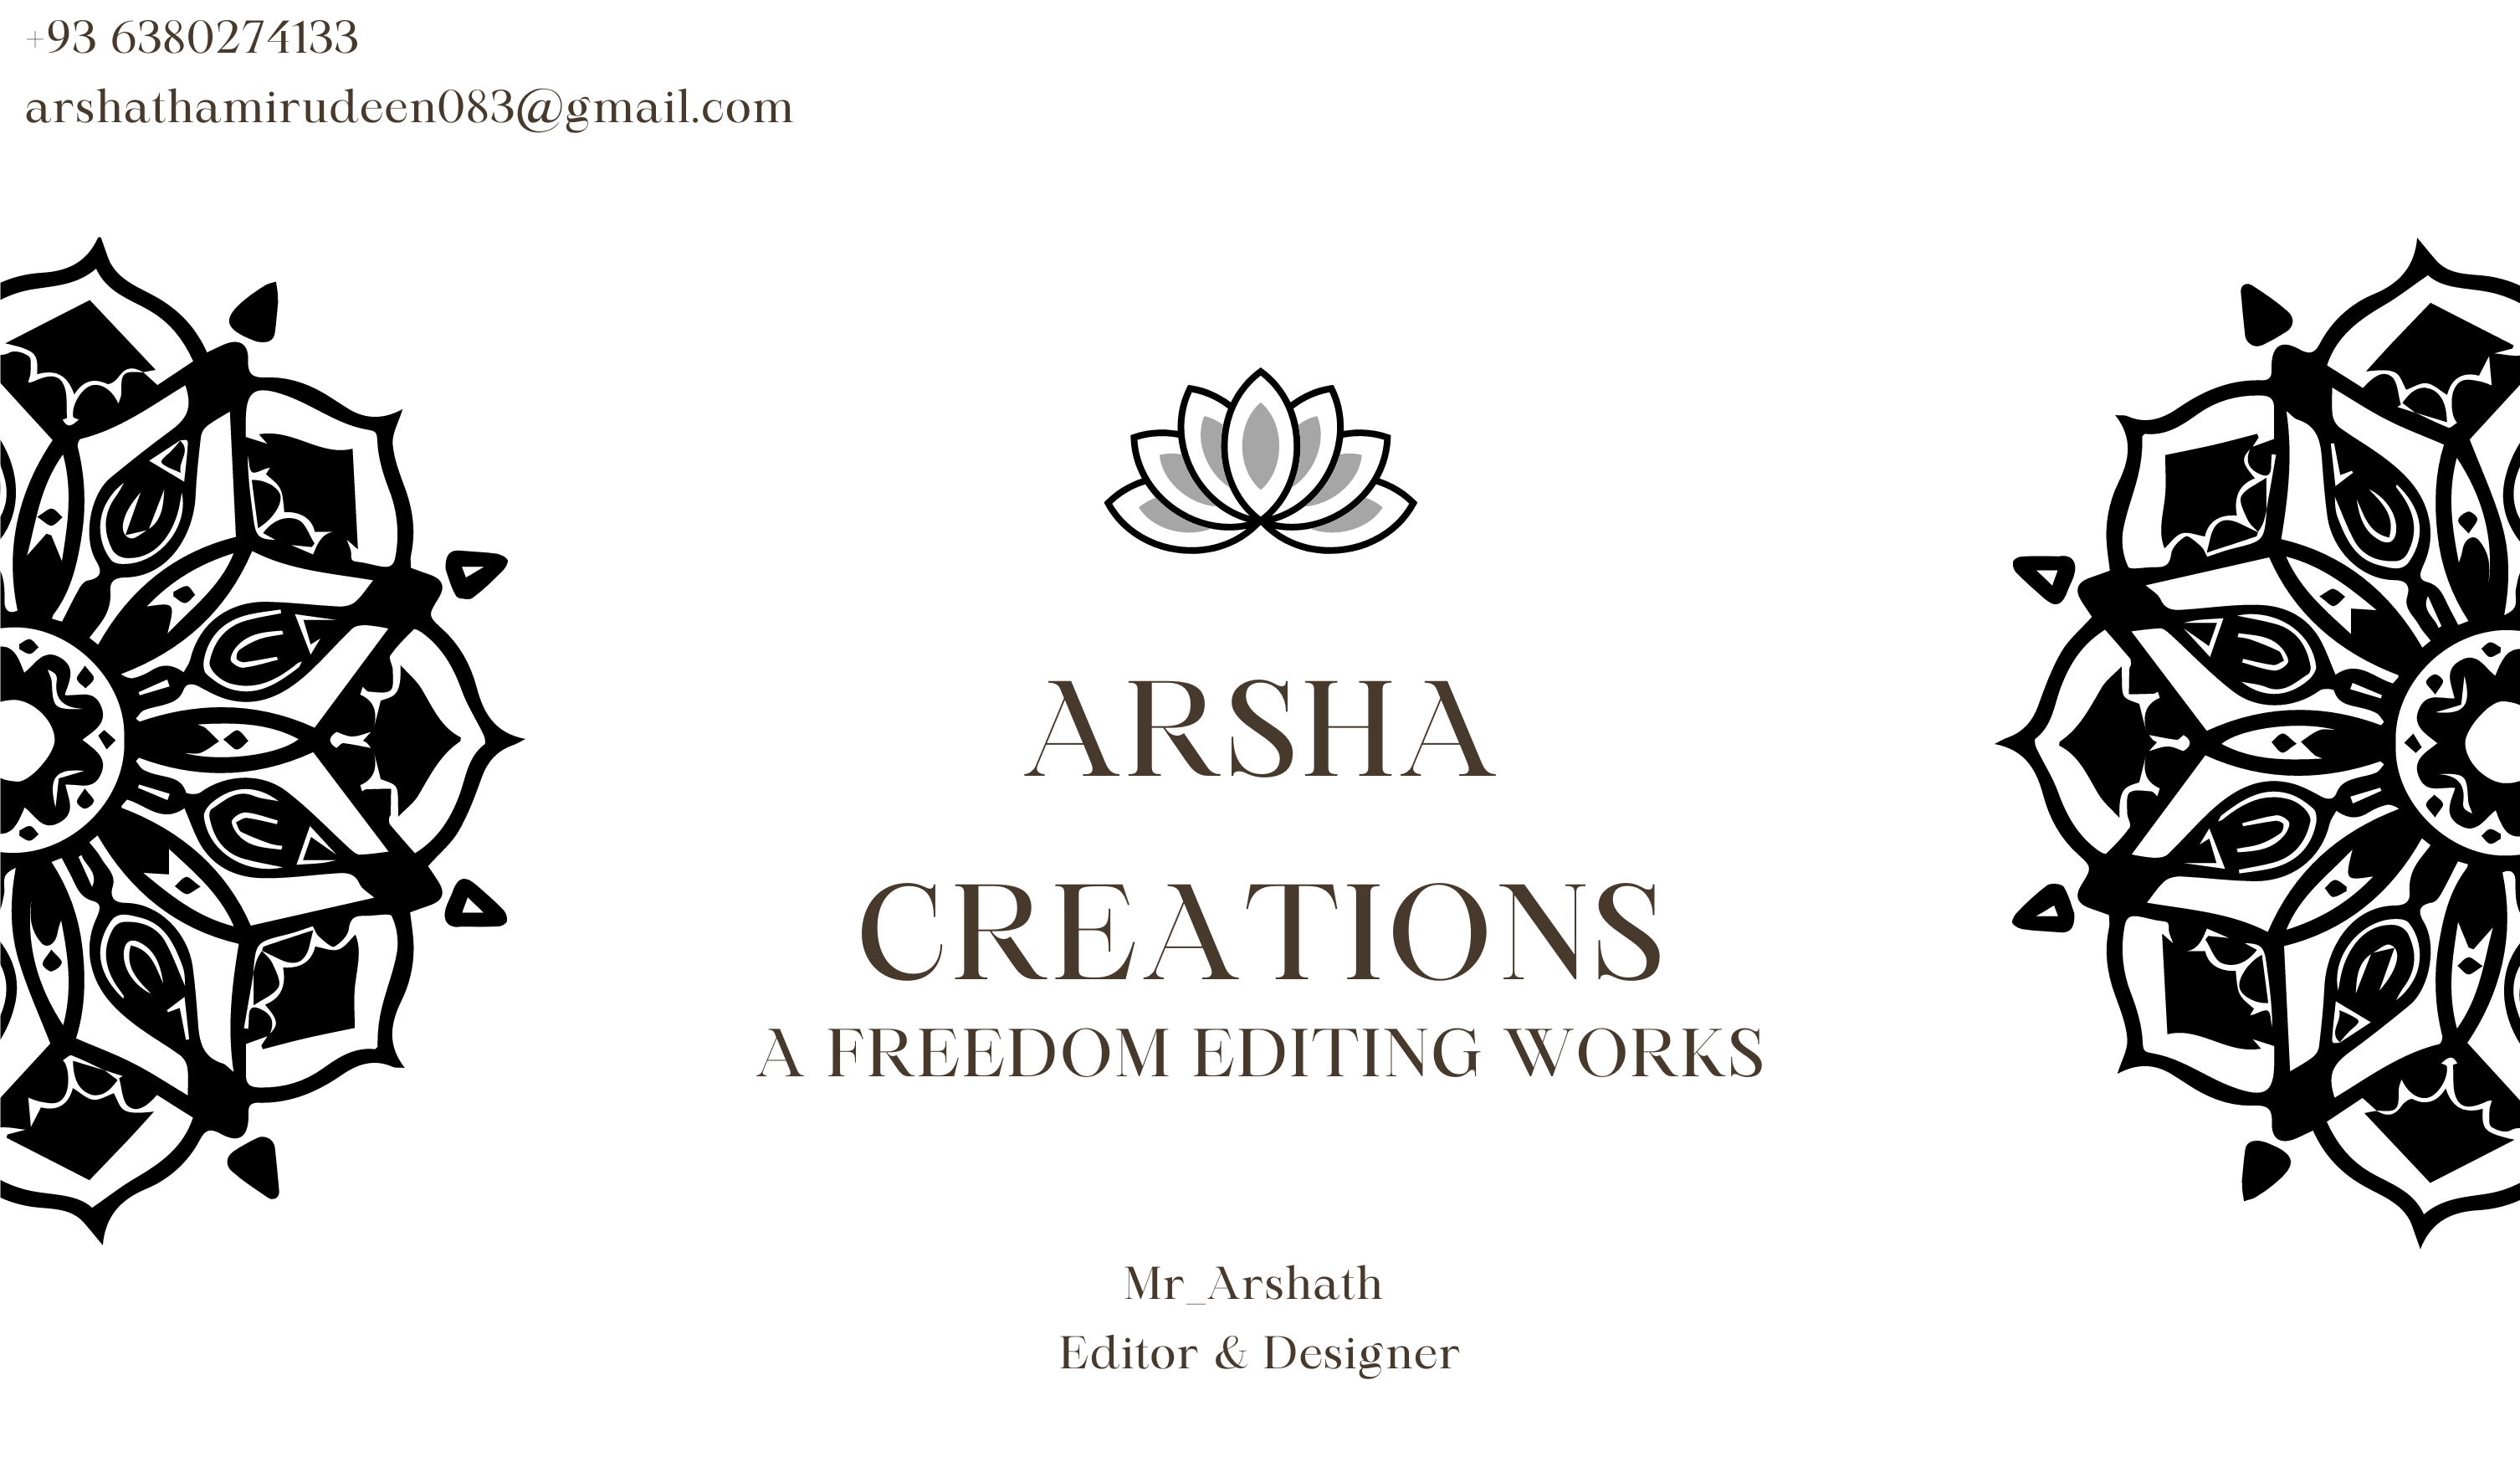 +93 6380274133
arshathamirudeen083@gmail.com
ARSHA
CREATIONS
A FREEDOM EDITING WORKS
Mr_Arshath
Editor & Designer